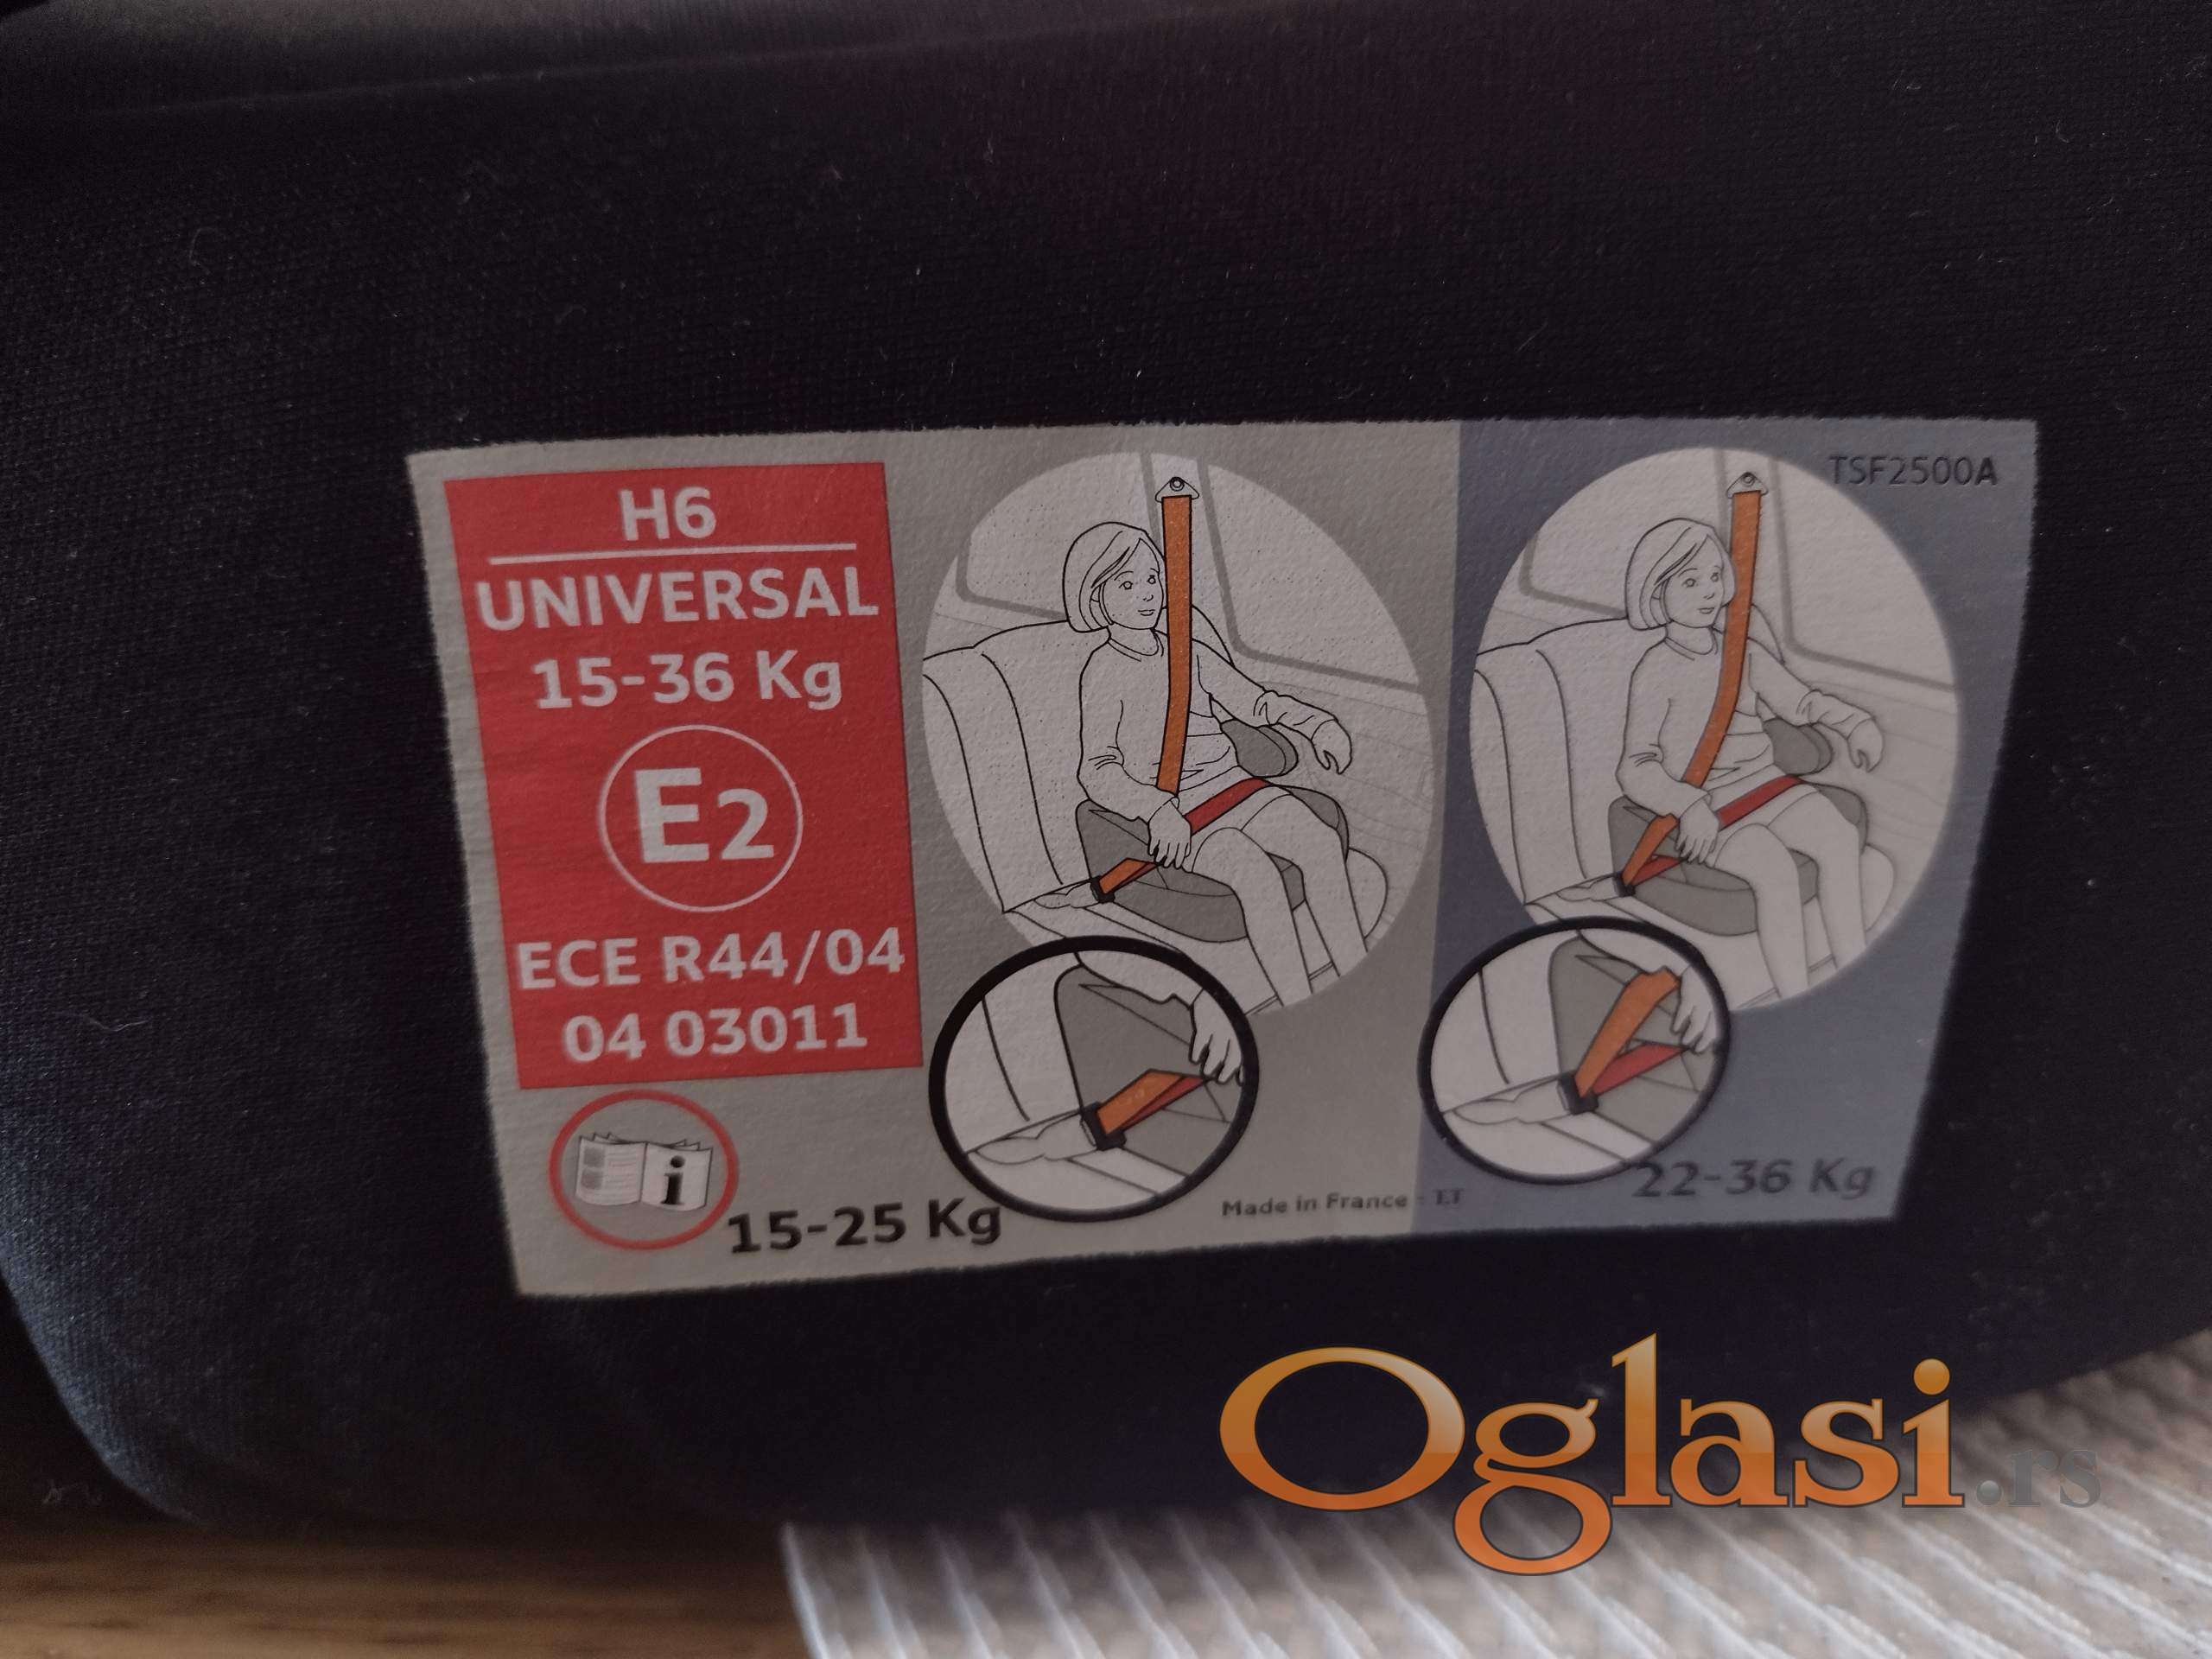 H6
UNIVERSAL
15-36 Kg
E2
ECE R44/04
04 03011
i
15-25 Kg
Made in France -
TSF2500A
22-36 Kg
Oglasi.rs